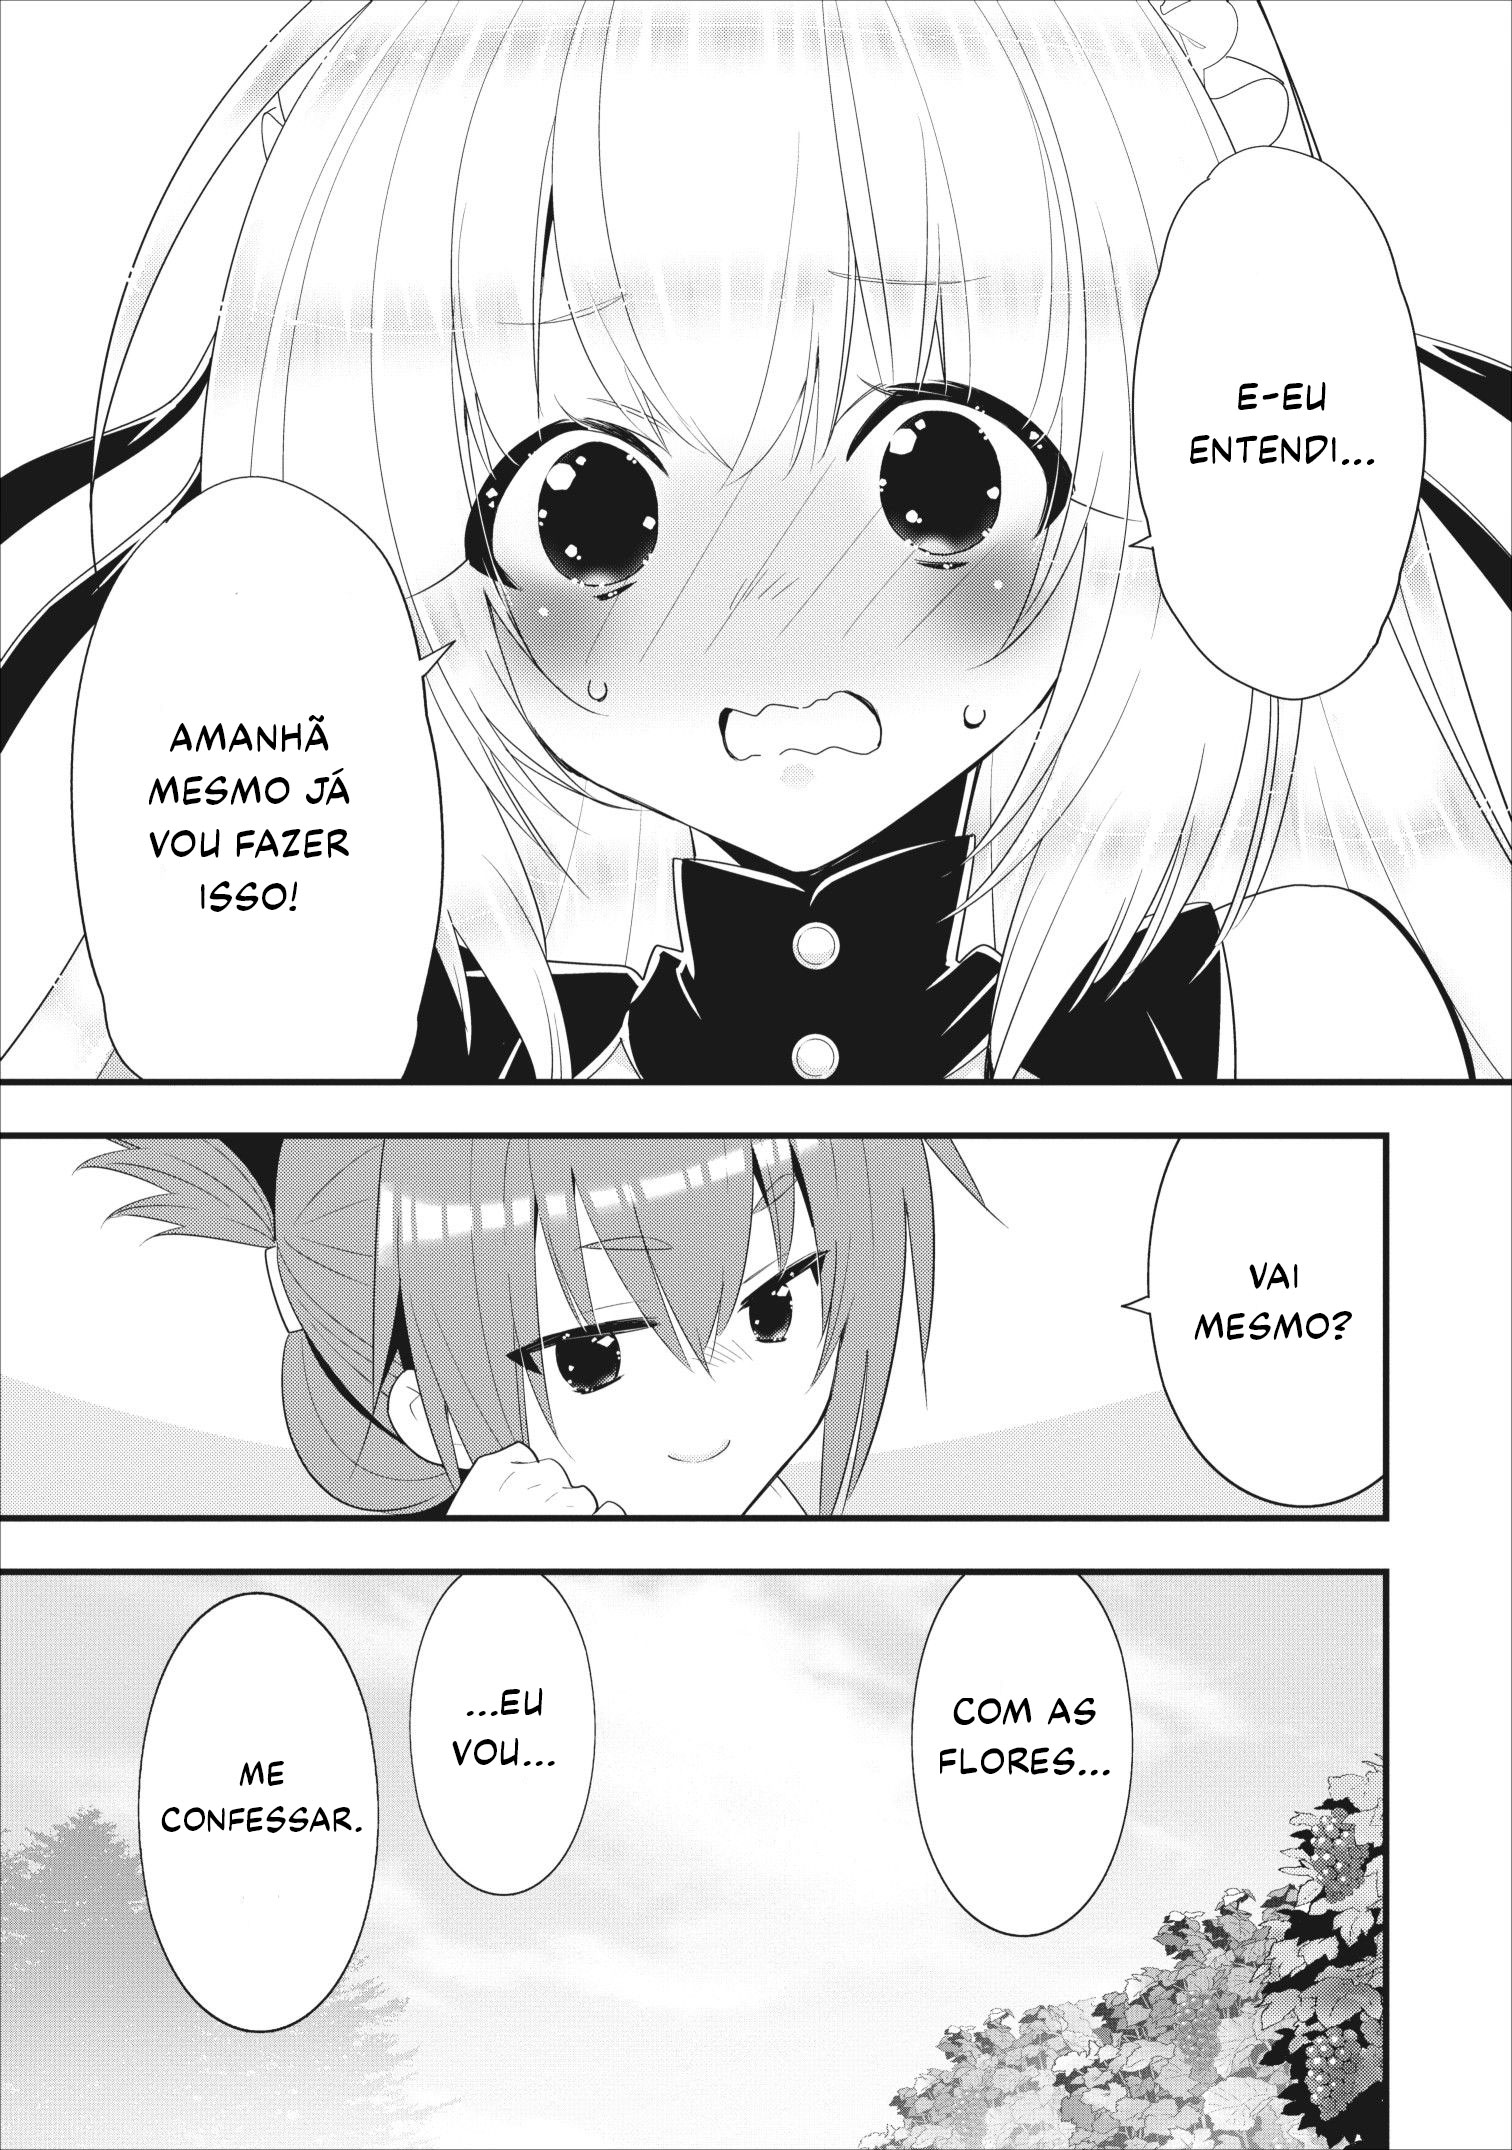 E-EU
ENTENDI...
AMANHÃ
MESMO JÁ
VOU FAZER
ISSO!
VAI
MESMO?
COM AS
FLORES...
...EU
VOU...
ME
CONFESSAR.